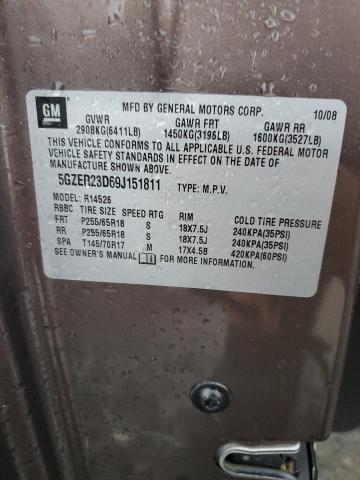 GM
MFD BY GENERAL MOTORS CORP. 10/08
GVWR GAWR FRT GAWR RR
2908KG(6411LB) 1450KG(3196LB) 1600KG(3527LB)
THIS VEHICLE CONFORMS TO ALL APPLICABLE U.S. FEDERAL MOTOR
VEHICLE SAFETY STANDARDS IN EFFECT ON THE DATE OF
MANUFACTURE SHOWN ABOVE.
5GZER23D69J151811 TYPE: M.P.V.
MODEL: R14526
RBBC TIRE SIZE SPEED RTG RIM COLD TIRE PRESSURE
FRT P255/65R18 S 18X7.5J 240KPA(35PSI)
RR P255/65R18 S 18X7.5J 240KPA(35PSI)
SPA T145/70R17 M 17X4.5B 420KPA(60PSI)
SEE OWNER'S MANUAL FOR ADDITIONAL INFORMATION.